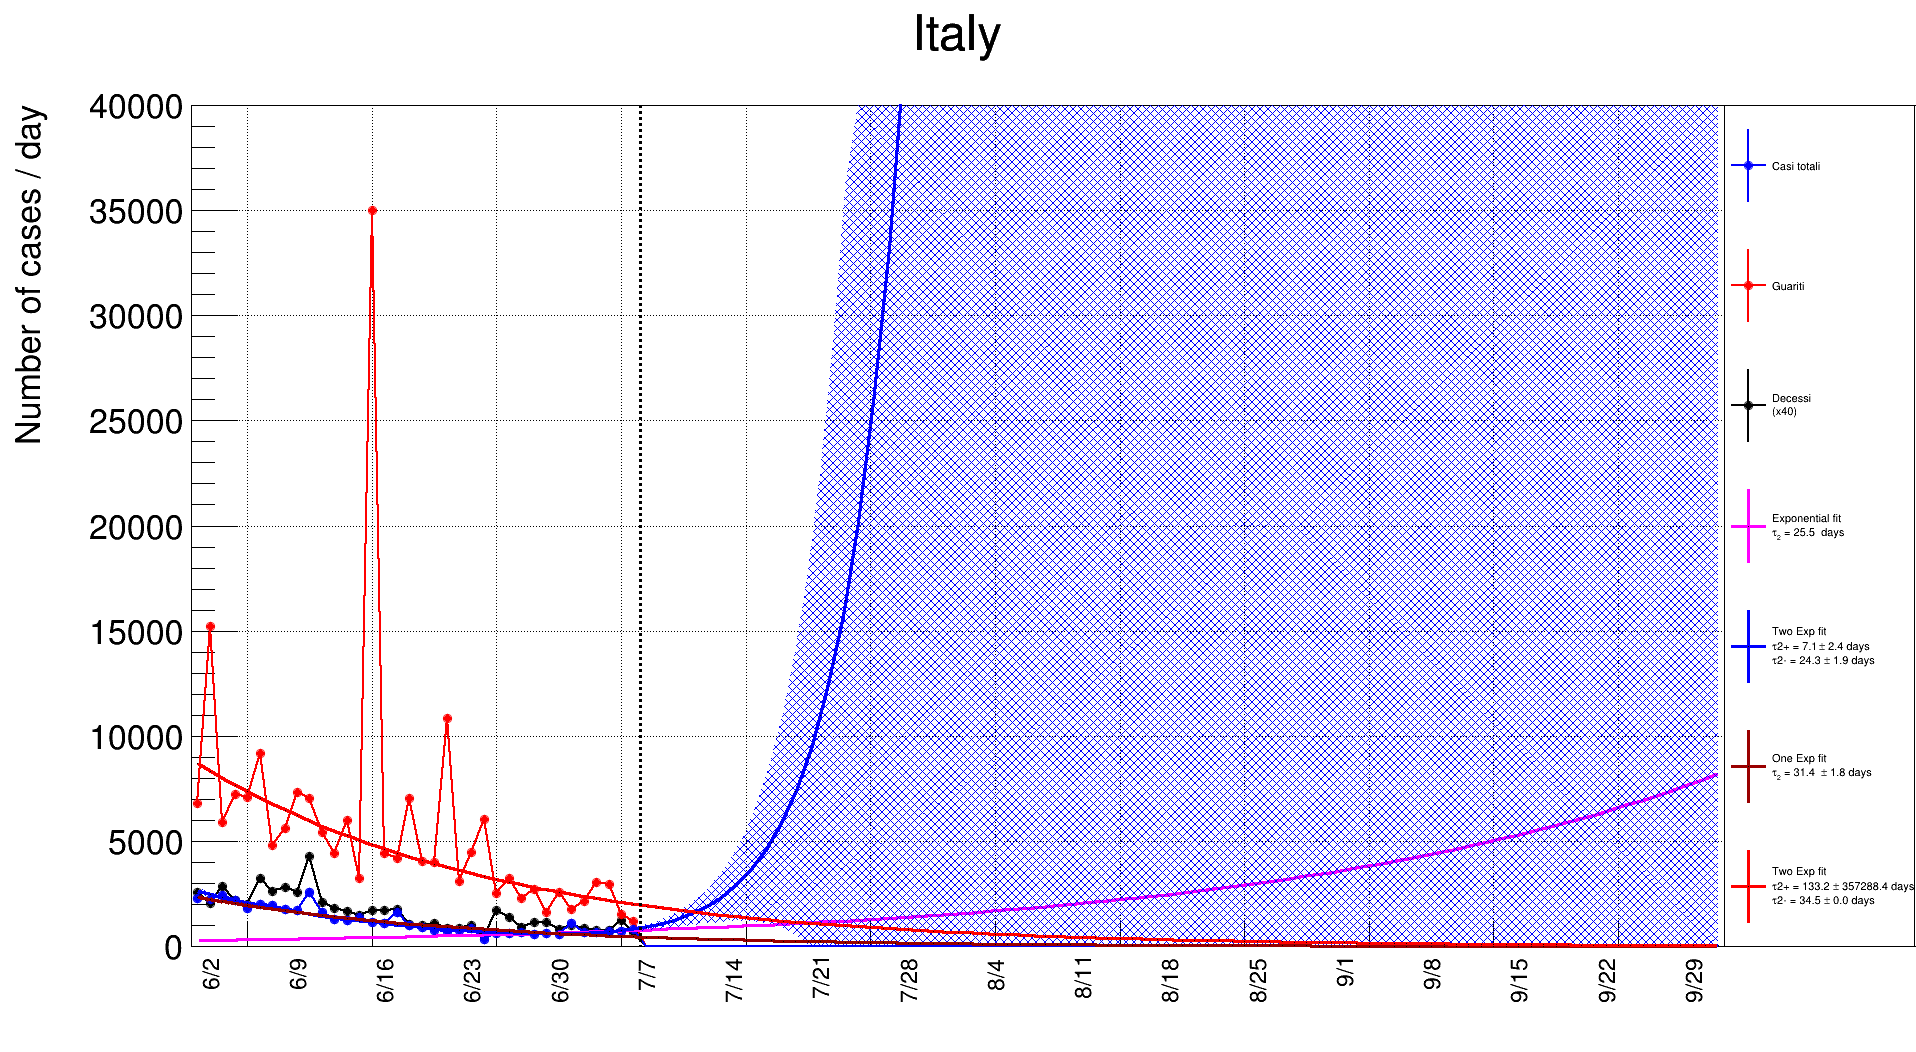 Italy
Number of cases / day
40000
35000
30000
25000
20000
15000
10000
5000
0
6/2
6/9
6/16
6/23
6/30
7/7
7/14
7/21
7/28
8/4
8/11
8/18
8/25
9/1
9/8
9/15
9/22
9/29
Casi totali
Guariti
Decessi
(x40)
Exponential fit
τ2 = 25.5 days
Two Exp fit
τ2+ = 7.1 ± 2.4 days
τ2- = 24.3 ± 1.9 days
One Exp fit
τ2 = 31.4 ± 1.8 days
Two Exp fit
τ2+ = 133.2 ± 357288.4 days
τ2- = 34.5 ± 0.0 days